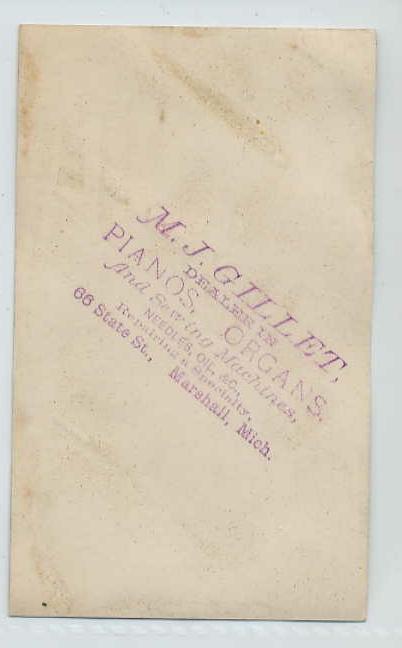 M. J. GILLET,
DEALER IN
PIANOS, ORGANS.
And Sewing Machines,
NEEDLES, OIL, &C.,
Repairing a Specialty.
66 State St., Marshall, Mich.